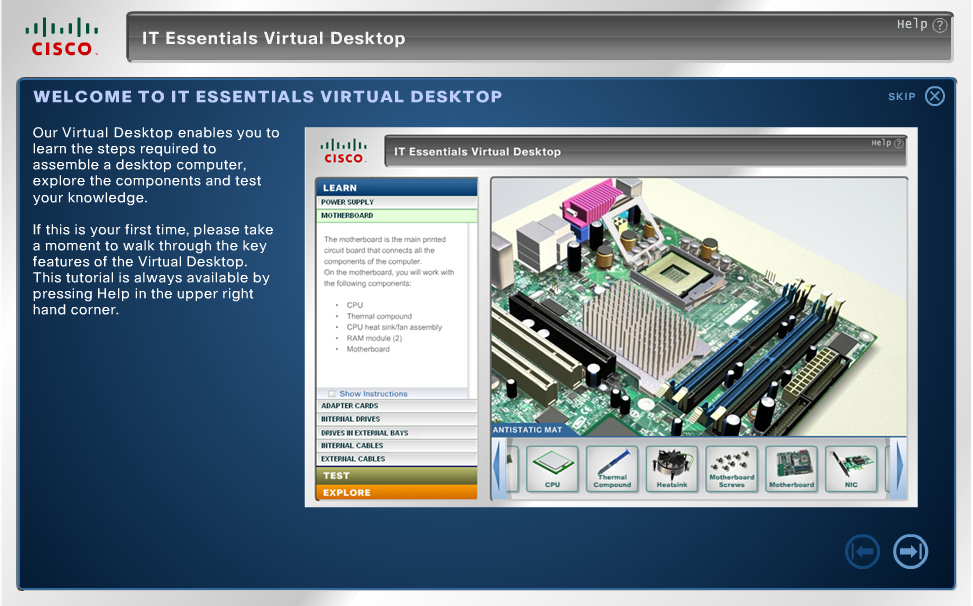 CISCO
IT Essentials Virtual Desktop
Help ?
WELCOME TO IT ESSENTIALS VIRTUAL DESKTOP
SKIP
Our Virtual Desktop enables you to
learn the steps required to
assemble a desktop computer,
explore the components and test
your knowledge.
If this is your first time, please take
a moment to walk through the key
features of the Virtual Desktop.
This tutorial is always available by
pressing Help in the upper right
hand corner.
CISCO
IT Essentials Virtual Desktop
Help ?
LEARN
POWER SUPPLY
MOTHERBOARD
The motherboard is the main printed
circuit board that connects all the
components of the computer.
On the motherboard, you will work with
the following components:
• CPU
• Thermal compound
• CPU heat sink/fan assembly
• RAM module (2)
• Motherboard
Show Instructions
ADAPTER CARDS
INTERNAL DRIVES
DRIVES IN EXTERNAL BAYS
INTERNAL CABLES
EXTERNAL CABLES
TEST
EXPLORE
ANTISTATIC MAT
CPU
Thermal
Compound
Heatsink
Motherboard
Screws
Motherboard
NIC